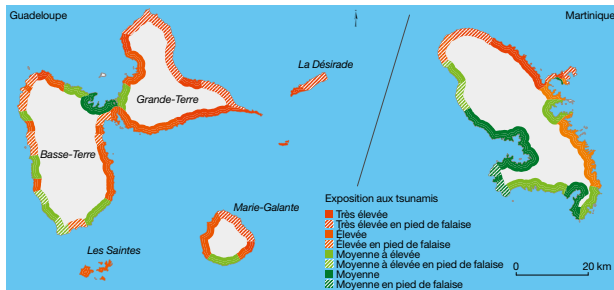 Guadeloupe
Martinique
La Désirade
Grande-Terre
Basse-Terre
Marie-Galante
Les Saintes
Exposition aux tsunamis
Très élevée
Très élevée en pied de falaise
Élevée
Élevée en pied de falaise
Moyenne à élevée
Moyenne à élevée en pied de falaise
Moyenne
Moyenne en pied de falaise
0 20 km